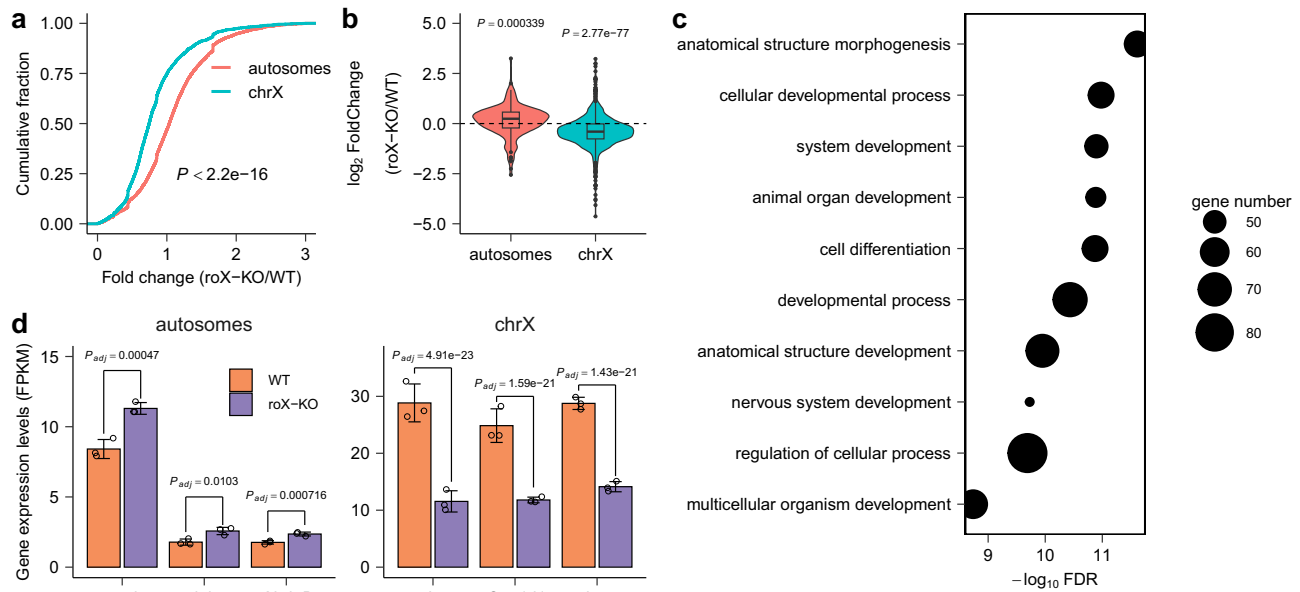 a
1.00
0.75
0.50
0.25
0.00
Cumulative fraction
autosomes
chrX
P < 2.2e−16
0 1 2 3
Fold change (roX−KO/WT)
b
5.0
2.5
0.0
−2.5
−5.0
log2 FoldChange
(roX−KO/WT)
P = 0.000339
P = 2.77e−77
autosomes chrX
c
anatomical structure morphogenesis
cellular developmental process
system development
animal organ development
cell differentiation
developmental process
anatomical structure development
nervous system development
regulation of cellular process
multicellular organism development
9 10 11
−log10 FDR
gene number
50
60
70
80
d
autosomes
Gene expression levels (FPKM)
15
10
5
0
Padj = 0.00047
Padj = 0.0103
Padj = 0.000716
WT
roX−KO
chrX
30
20
10
0
Padj = 4.91e−23
Padj = 1.59e−21
Padj = 1.43e−21